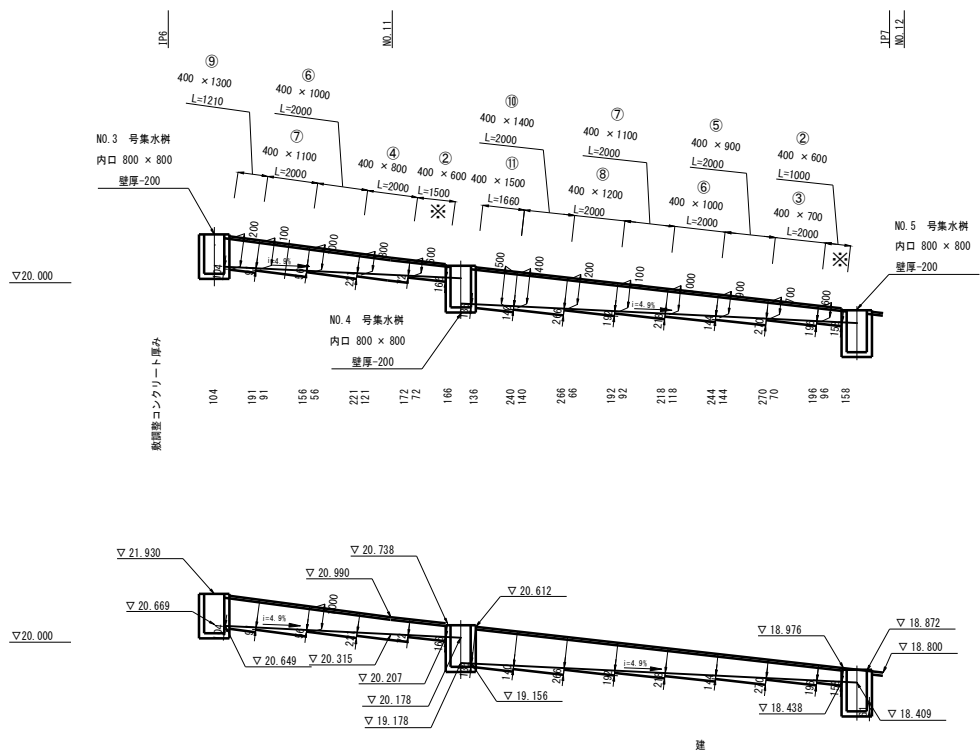 IP6
NO.11
IP7
NO.12
⑨
400 ×1300
L=1210
⑥
400 ×1000
L=2000
⑦
400 ×1100
L=2000
④
400 ×800
L=2000
②
400 ×600
L=1500
※
⑩
400 ×1400
L=2000
⑪
400 ×1500
L=1660
⑦
400 ×1100
L=2000
⑧
400 ×1200
L=2000
⑤
400 ×900
L=2000
⑥
400 ×1000
L=2000
②
400 ×600
L=1000
③
400 ×700
L=2000
※
NO.3 号集水桝
内口 800 × 800
壁厚-200
NO.5 号集水桝
内口 800 × 800
壁厚-200
NO.4 号集水桝
内口 800 × 800
壁厚-200
▽20.000
i=4.9%
i=4.9%
敷調整コンクリート厚み
104
191
91
156
56
221
121
172
72
166
136
240
140
266
66
192
92
218
118
244
144
270
70
196
96
158
▽ 21.930
▽ 20.738
▽ 20.990
▽ 20.612
▽ 20.669
▽ 18.976
▽ 18.872
▽ 18.800
▽20.000
i=4.9%
i=4.9%
▽ 20.649
▽ 20.315
▽ 20.207
▽ 20.178
▽ 19.178
▽ 19.156
▽ 18.438
▽ 18.409
建